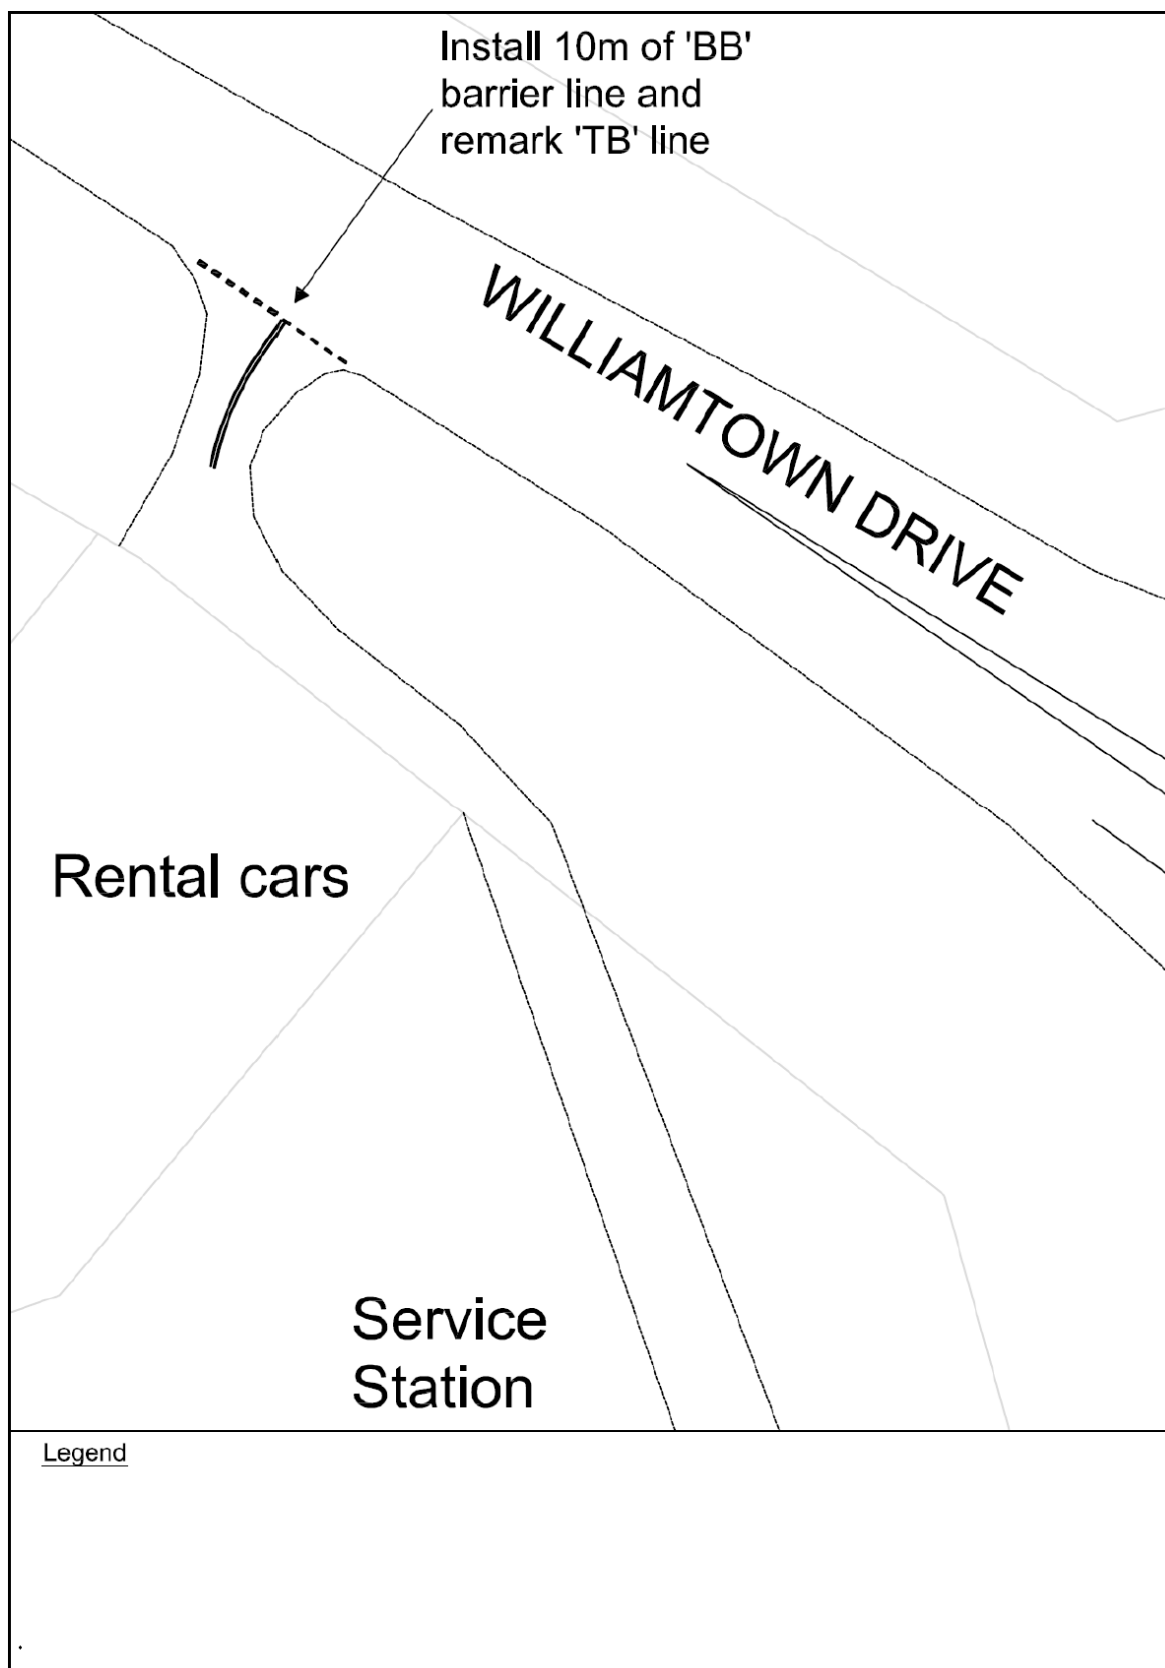 Install 10m of 'BB'
barrier line and
remark 'TB' line
WILLIAMTOWN DRIVE
Rental cars
Service
Station
Legend